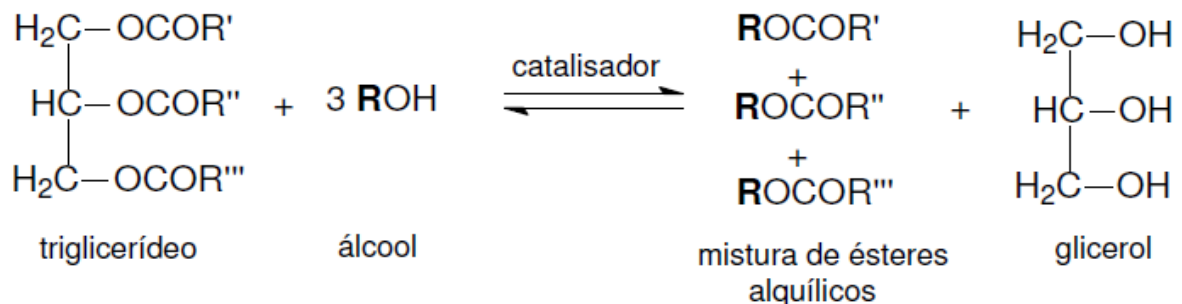 H₂C—OCOR'
HC—OCOR"
H₂C—OCOR'''
+
3 ROH
catalisador
ROCOR'
+
ROCOR"
+
ROCOR'''
+
H₂C—OH
HC—OH
H₂C—OH
triglicerídeo
álcool
mistura de ésteres
alquílicos
glicerol